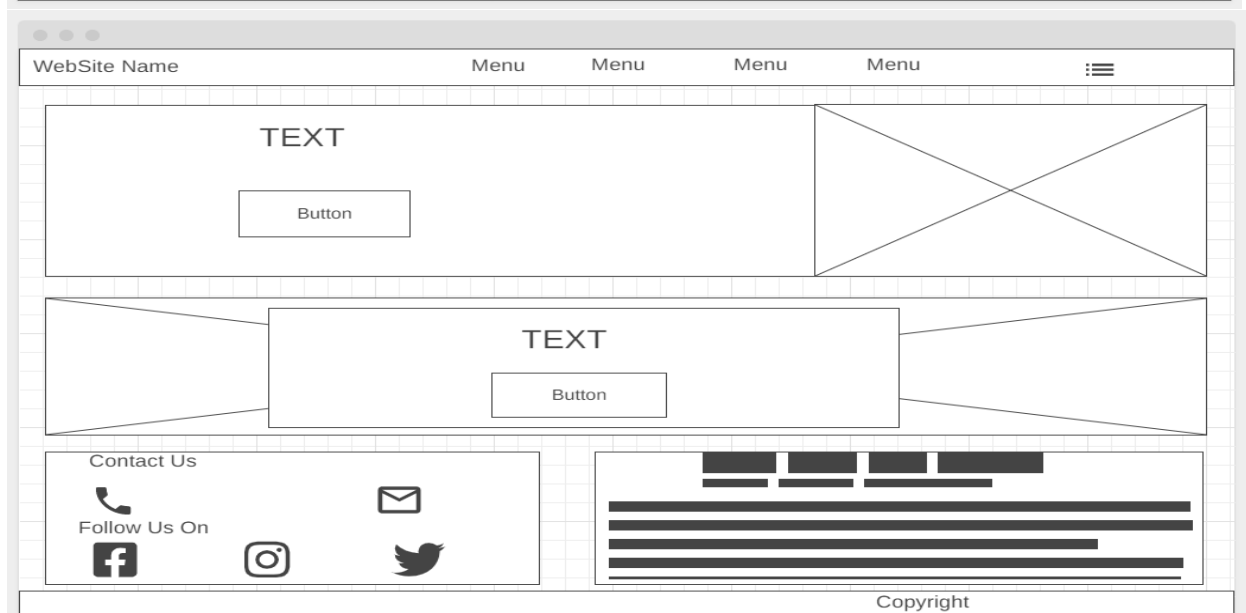 WebSite Name Menu Menu Menu Menu
TEXT
Button
TEXT
Button
Contact Us
Follow Us On
Copyright